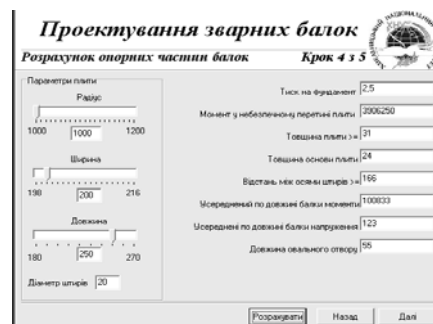 Проектування зварних балок
Розрахунок опорних частин балок Крок 4 з 5
Параметри плити
Радіус
1000 1000 1200
Ширина
198 200 216
Довжина
180 250 270
Діаметр штирів 20
Тиск на фундамент 2,5
Момент у небезпечному перетині плити 3906250
Товщина плити >= 31
Товщина основи плити 24
Відстань між осями штирів >= 166
Усереднений по довжині балки моменти 100833
Усереднені по довжині балки напруження 123
Довжина овального отвору 55
Розрахувати Назад Далі